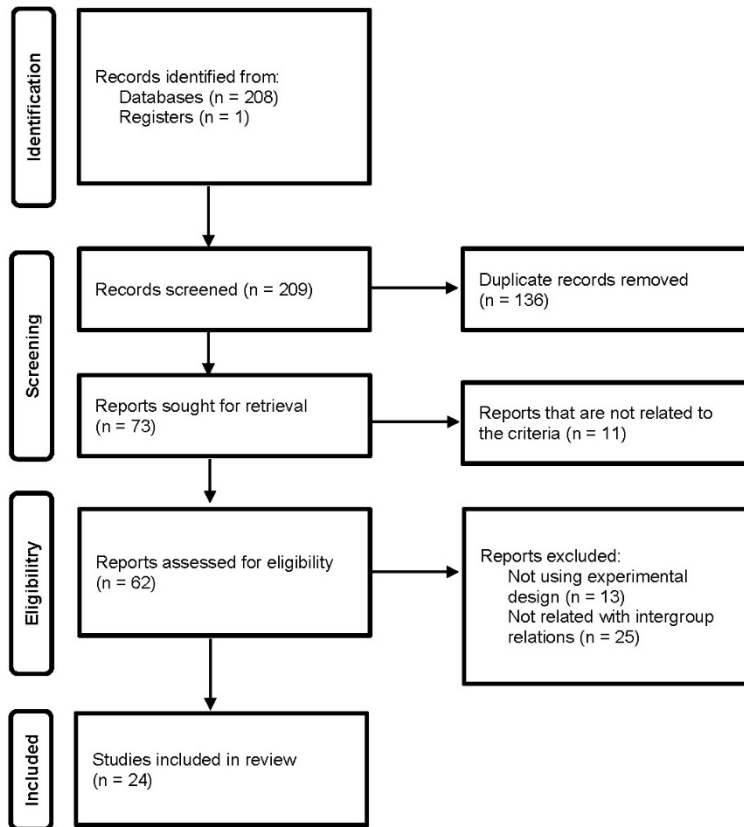 Identification
Records identified from:
Databases (n = 208)
Registers (n = 1)
Screening
Records screened (n = 209)
Duplicate records removed
(n = 136)
Reports sought for retrieval
(n = 73)
Reports that are not related to
the criteria (n = 11)
Eligibilitry
Reports assessed for eligibility
(n = 62)
Reports excluded:
Not using experimental
design (n = 13)
Not related with intergroup
relations (n = 25)
Included
Studies included in review
(n = 24)